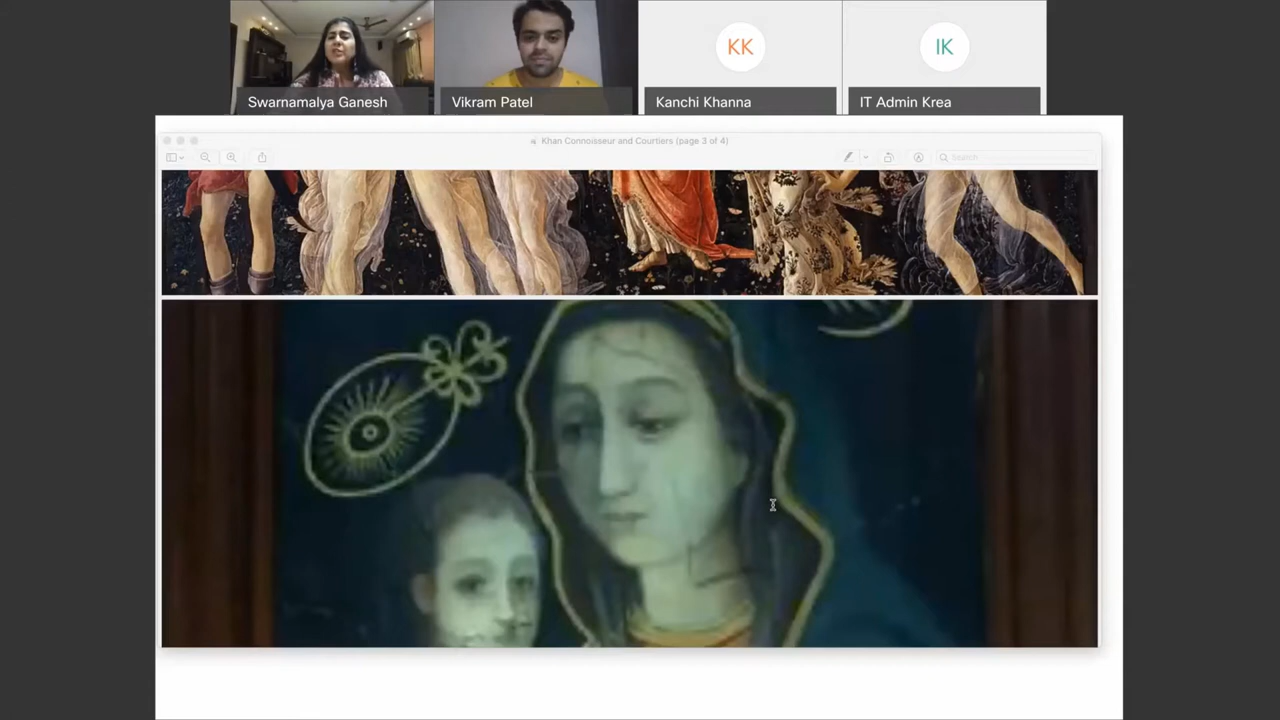 KK
IK
Swarnamalya Ganesh
Vikram Patel
Kanchi Khanna
IT Admin Krea
Khan Connoisseur and Courtiers (page 3 of 4)
Search